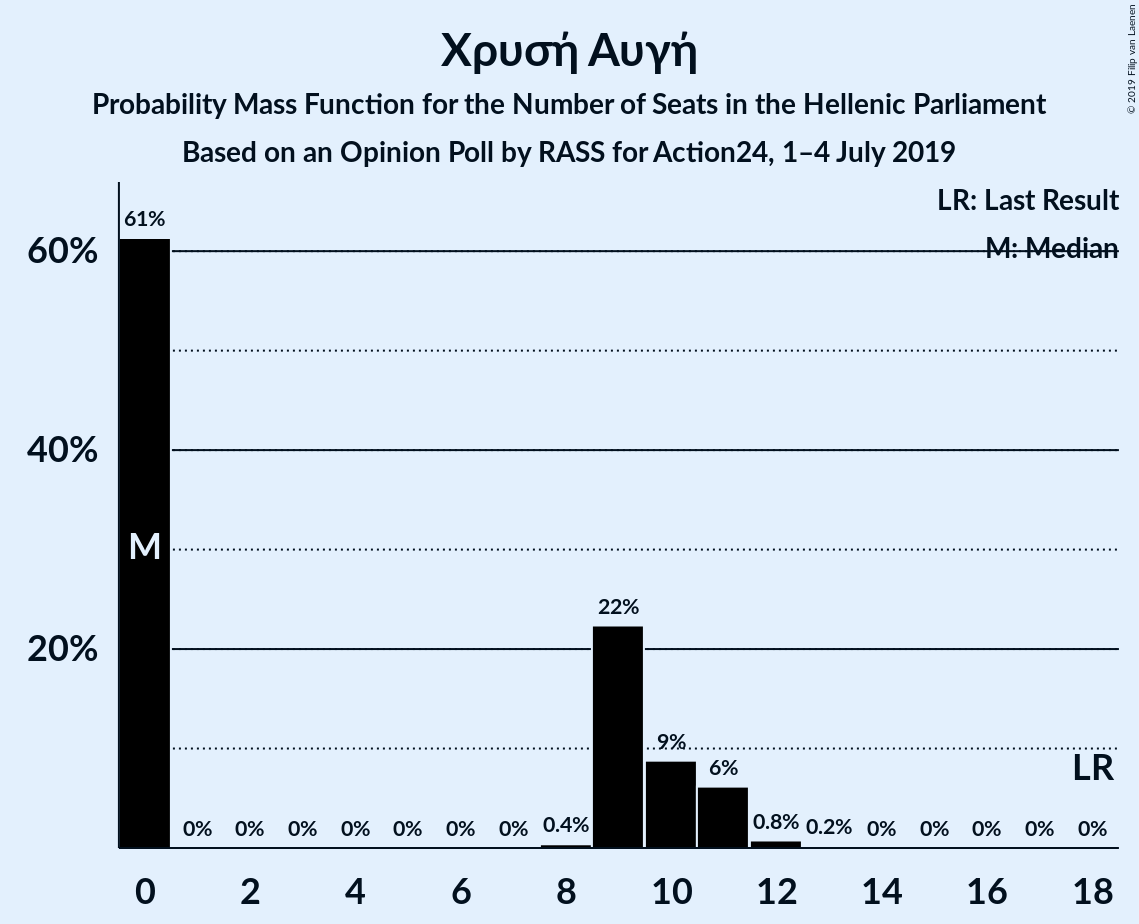 Χρυσή Αυγή
Probability Mass Function for the Number of Seats in the Hellenic Parliament
Based on an Opinion Poll by RASS for Action24, 1–4 July 2019
© 2019 Filip van Laenen
LR: Last Result
M: Median
60%
40%
20%
61%
M
0%
0%
0%
0%
0%
0%
0%
0.4%
22%
9%
6%
0.8%
0.2%
0%
0%
0%
0%
0%
LR
0 2 4 6 8 10 12 14 16 18